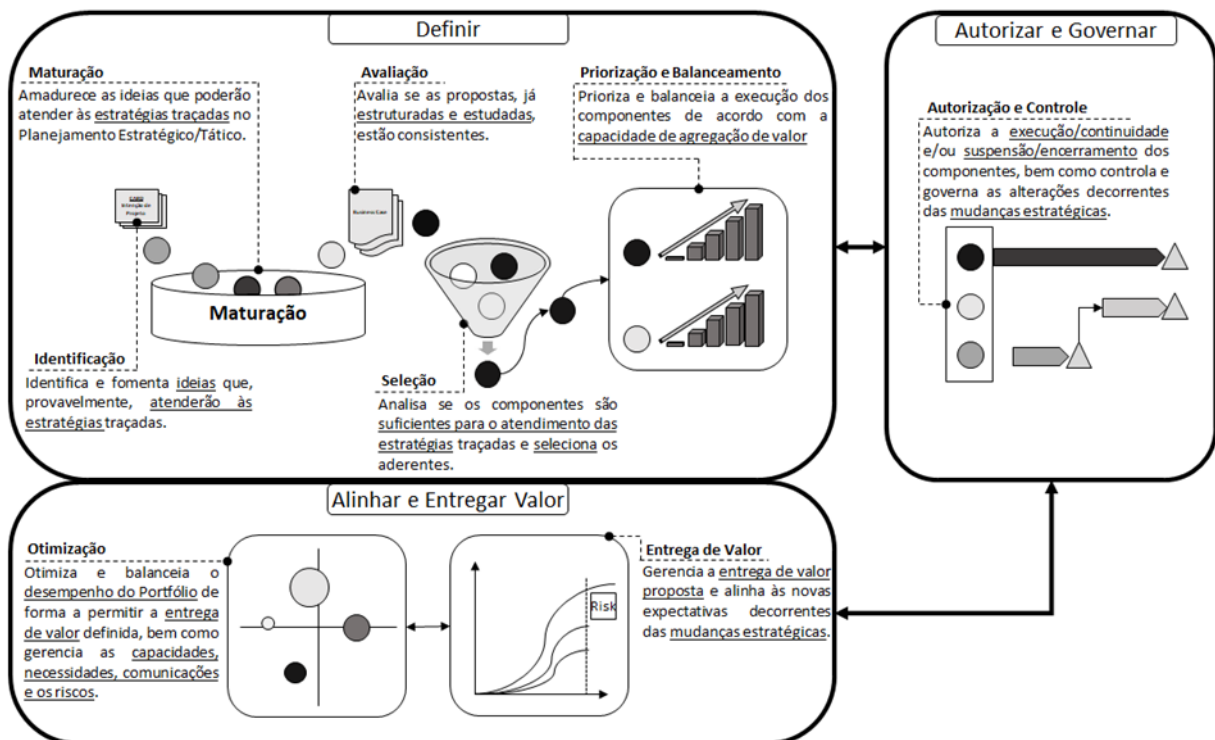 Definir
Maturação
Amadurece as ideias que poderão
atender às estratégias traçadas no
Planejamento Estratégico/Tático.
Avaliação
Avalia se as propostas, já
estruturadas e estudadas,
estão consistentes.
Priorização e Balanceamento
Prioriza e balanceia a execução dos
componentes de acordo com a
capacidade de agregação de valor
Intenção de
Projeto
Business Case
Maturação
Identificação
Identifica e fomenta ideias que,
provavelmente, atenderão às
estratégias traçadas.
Seleção
Analisa se os componentes são
suficientes para o atendimento das
estratégias traçadas e seleciona os
aderentes.
Autorizar e Governar
Autorização e Controle
Autoriza a execução/continuidade
e/ou suspensão/encerramento dos
componentes, bem como controla e
governa as alterações decorrentes
das mudanças estratégicas.
Alinhar e Entregar Valor
Otimização
Otimiza e balanceia o
desempenho do Portfólio de
forma a permitir a entrega
de valor definida, bem como
gerencia as capacidades,
necessidades, comunicações
e os riscos.
Risk
Entrega de Valor
Gerencia a entrega de valor
proposta e alinha às novas
expectativas decorrentes
das mudanças estratégicas.